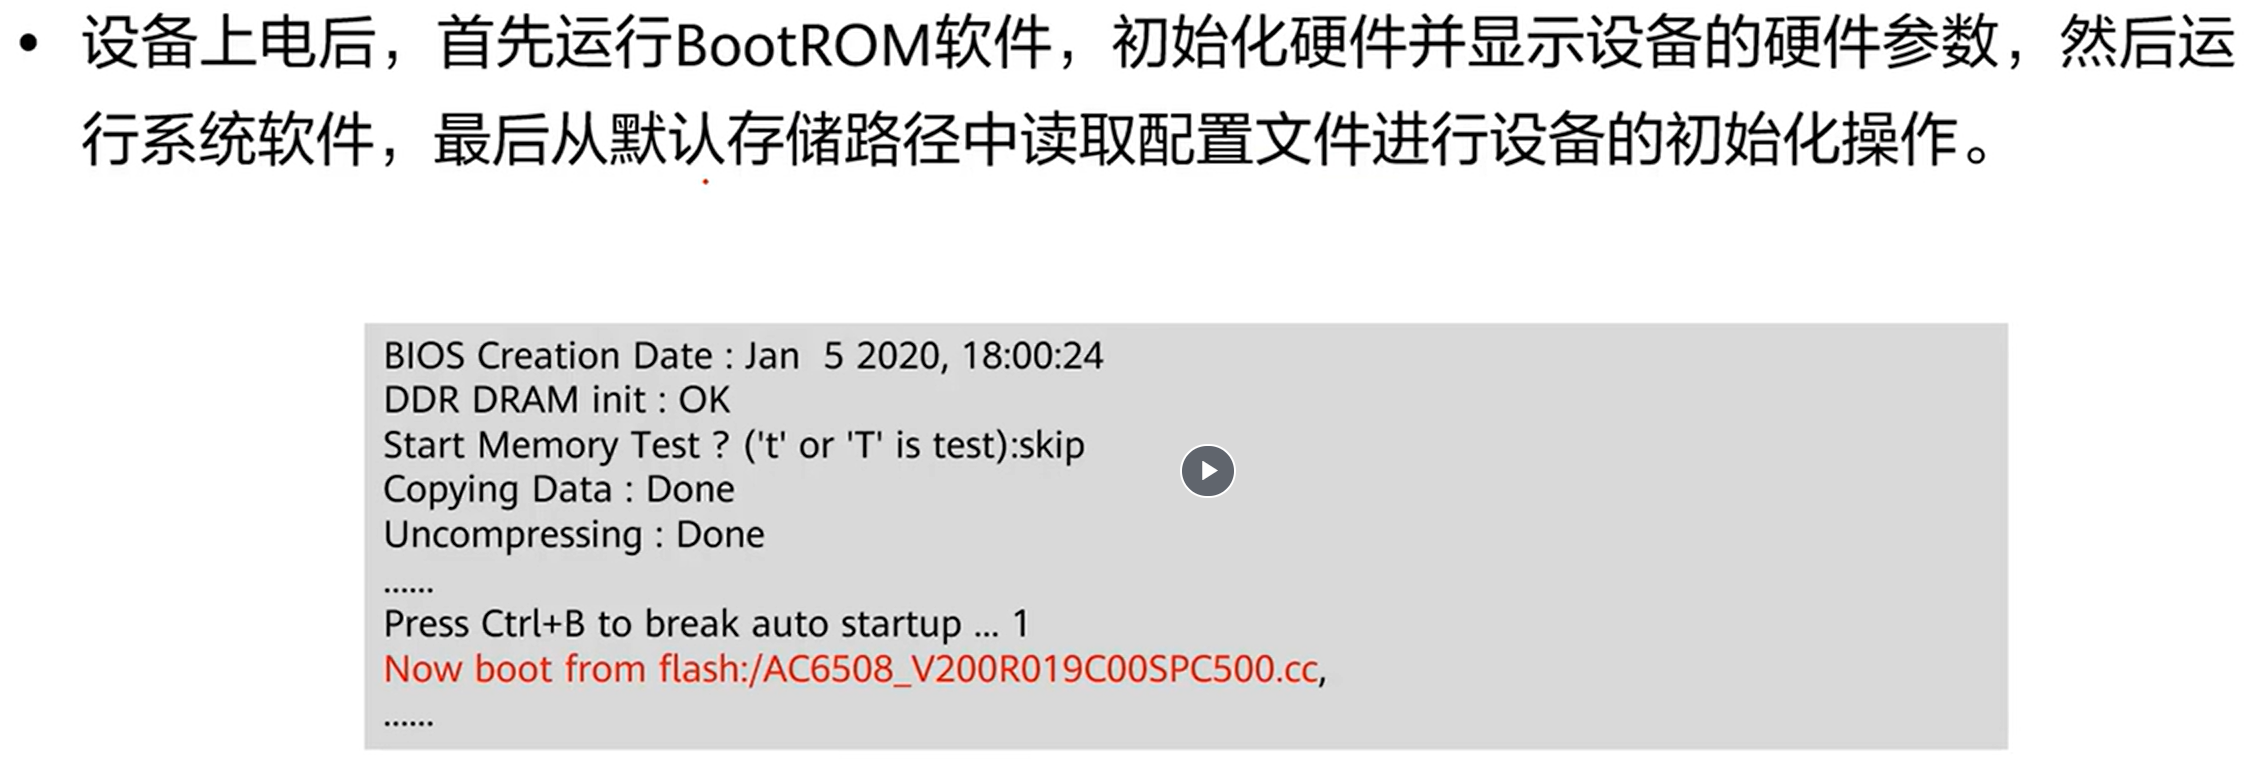 • 设备上电后，首先运行BootROM软件，初始化硬件并显示设备的硬件参数，然后运
行系统软件，最后从默认存储路径中读取配置文件进行设备的初始化操作。
BIOS Creation Date : Jan  5 2020, 18:00:24
DDR DRAM init : OK
Start Memory Test ? ('t' or 'T' is test):skip
Copying Data : Done
Uncompressing : Done
......
Press Ctrl+B to break auto startup ... 1
Now boot from flash:/AC6508_V200R019C00SPC500.cc,
......